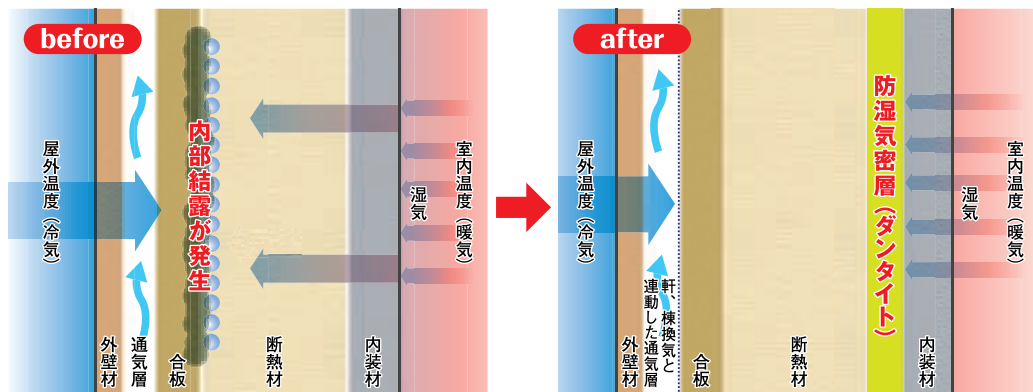 before
屋外温度（冷気）
外壁材
通気層
合板
内部結露が発生
断熱材
内装材
湿気
室内温度（暖気）
after
屋外温度（冷気）
外壁材
軒、棟換気と
連動した通気層
合板
断熱材
防湿気密層（ダンタイト）
内装材
湿気
室内温度（暖気）